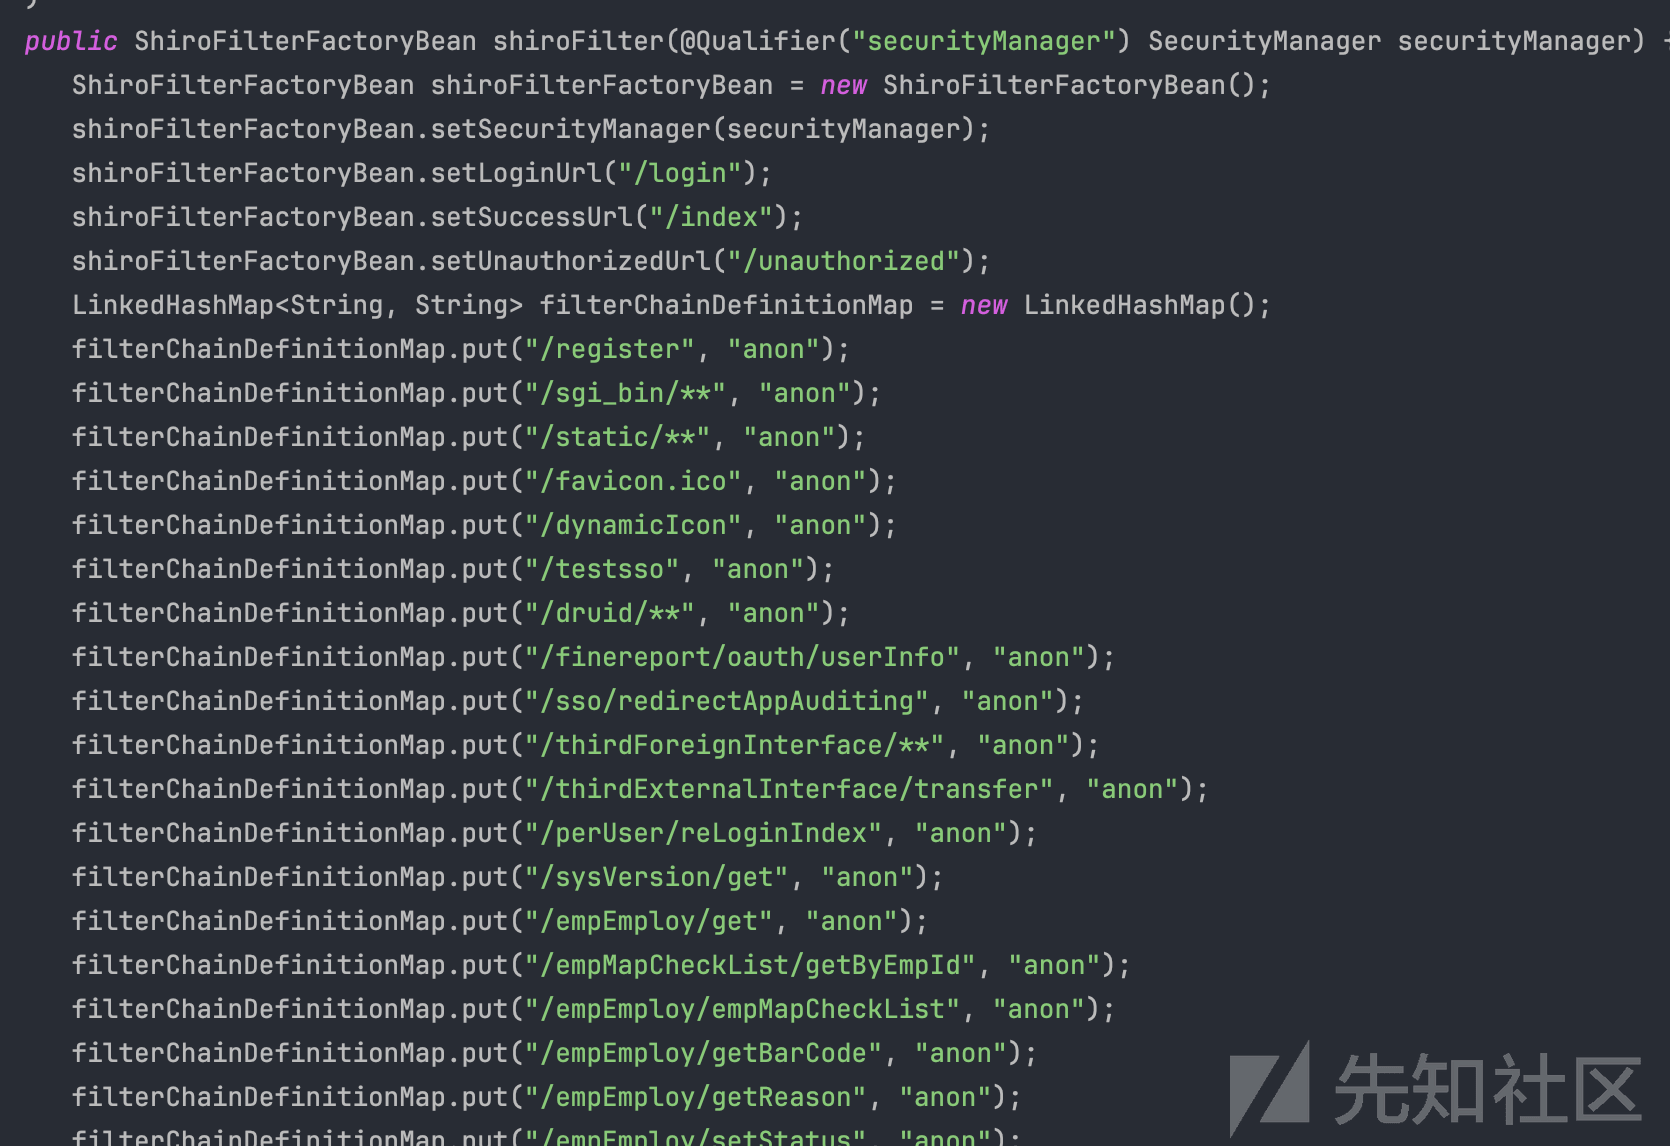 }
public ShiroFilterFactoryBean shiroFilter(@Qualifier("securityManager") SecurityManager securityManager) {
ShiroFilterFactoryBean shiroFilterFactoryBean = new ShiroFilterFactoryBean();
shiroFilterFactoryBean.setSecurityManager(securityManager);
shiroFilterFactoryBean.setLoginUrl("/login");
shiroFilterFactoryBean.setSuccessUrl("/index");
shiroFilterFactoryBean.setUnauthorizedUrl("/unauthorized");
LinkedHashMap<String, String> filterChainDefinitionMap = new LinkedHashMap();
filterChainDefinitionMap.put("/register", "anon");
filterChainDefinitionMap.put("/sgi_bin/**", "anon");
filterChainDefinitionMap.put("/static/**", "anon");
filterChainDefinitionMap.put("/favicon.ico", "anon");
filterChainDefinitionMap.put("/dynamicIcon", "anon");
filterChainDefinitionMap.put("/testsso", "anon");
filterChainDefinitionMap.put("/druid/**", "anon");
filterChainDefinitionMap.put("/finereport/oauth/userInfo", "anon");
filterChainDefinitionMap.put("/sso/redirectAppAuditing", "anon");
filterChainDefinitionMap.put("/thirdForeignInterface/**", "anon");
filterChainDefinitionMap.put("/thirdExternalInterface/transfer", "anon");
filterChainDefinitionMap.put("/perUser/reLoginIndex", "anon");
filterChainDefinitionMap.put("/sysVersion/get", "anon");
filterChainDefinitionMap.put("/empEmploy/get", "anon");
filterChainDefinitionMap.put("/empMapCheckList/getByEmpId", "anon");
filterChainDefinitionMap.put("/empEmploy/empMapCheckList", "anon");
filterChainDefinitionMap.put("/empEmploy/getBarCode", "anon");
filterChainDefinitionMap.put("/empEmploy/getReason", "anon");
filterChainDefinitionMap.put("/empEmploy/setStatus", "anon");
先知社区